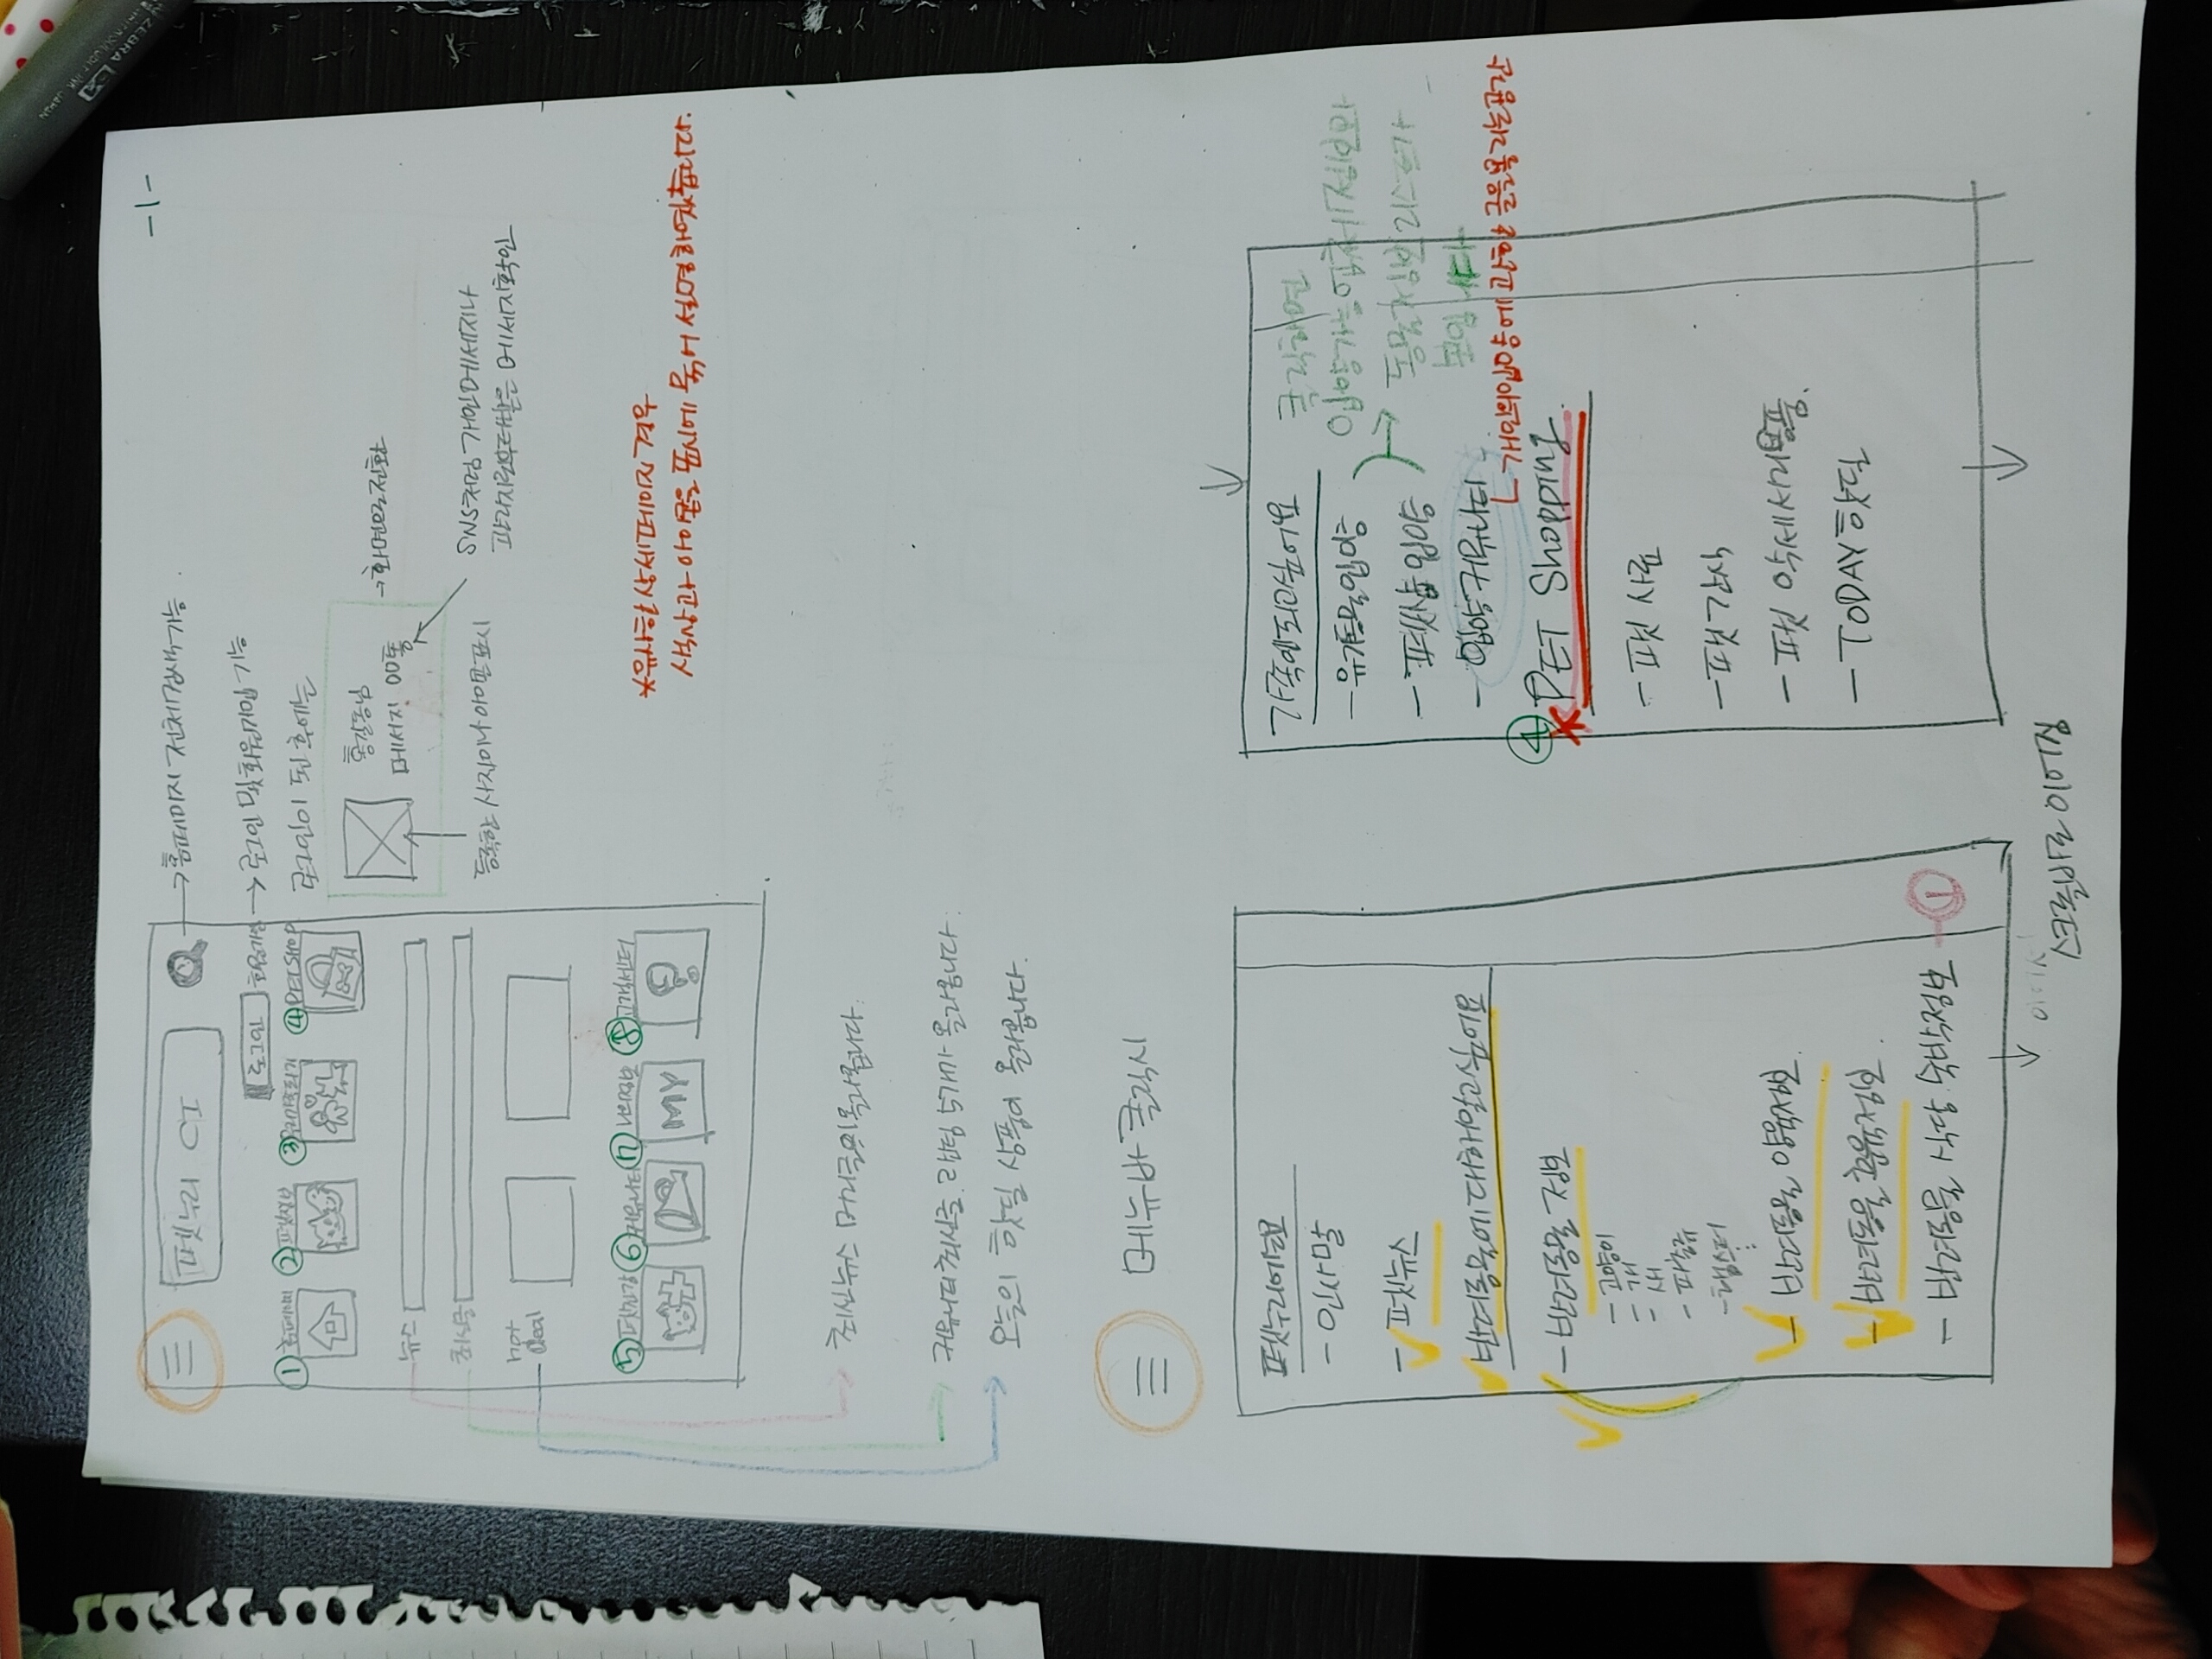 -1-
펫누리 CI
→ 홈페이지 전체검색가능.
로그인 회원가입 → 로그인 및 회원가입 기능
① 홈페이지 ② 펫정보 ③ 우리가족되기 ④ PET SHOP
로그인이 된 후에는
홍길동님
메세지 00통
→ 화면으로 전환
등록한 사진이나 아이콘 표시
SNS처럼 개인메세지나
관리자로부터받은 메세지확인
뉴스
최신글
hot
deal
⑤ 펫건강 ⑥ 커뮤니티 ⑦ 나의정보 ⑧ 고객센터
MY
*유사한 상세페이지 경우
색상과 아이콘을 표시에 묶어 설명하였습니다.
최신뉴스 머리글이올라옵니다.
커뮤니티최신글 5개가 올라옵니다.
오늘의 핫딜 상품이 올라옵니다.
메뉴바 클릭시
펫누리에는요
- 인사말
- 펫뉴스
반려동물에 대해알고싶어요
- 반려동물 정보
- 고양이
- 개
- 새
- 파충류
- 햄스터
- 반려동물 양육정보.
- 반려동물 훈육정보.
- 반려동물 식당.숙박정보 ①
가족이되고싶어요
- 유기동물입양
- 펫샵 입양
- 입양커뮤니티
클릭하면
입양가능업체정보와
동물정보리스트가
보입니다
개인의입양에 관한 글을올리는공간
④
* PET Shopping.
- 펫 사료
- 펫 간식
- 펫 악세사리용품.
- TODAY 핫딜
스크롤바로 이어짐